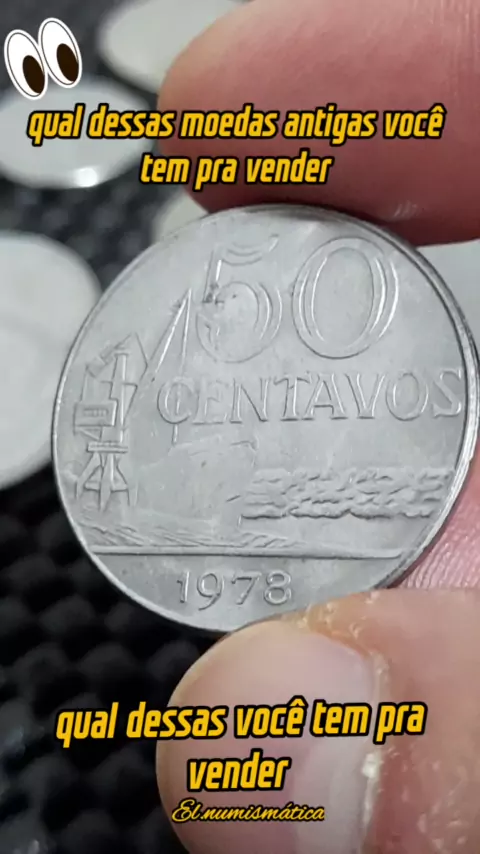 qual dessas moedas antigas você
tem pra vender
50
CENTAVOS
1978
qual dessas você tem pra
vender
El.numismática